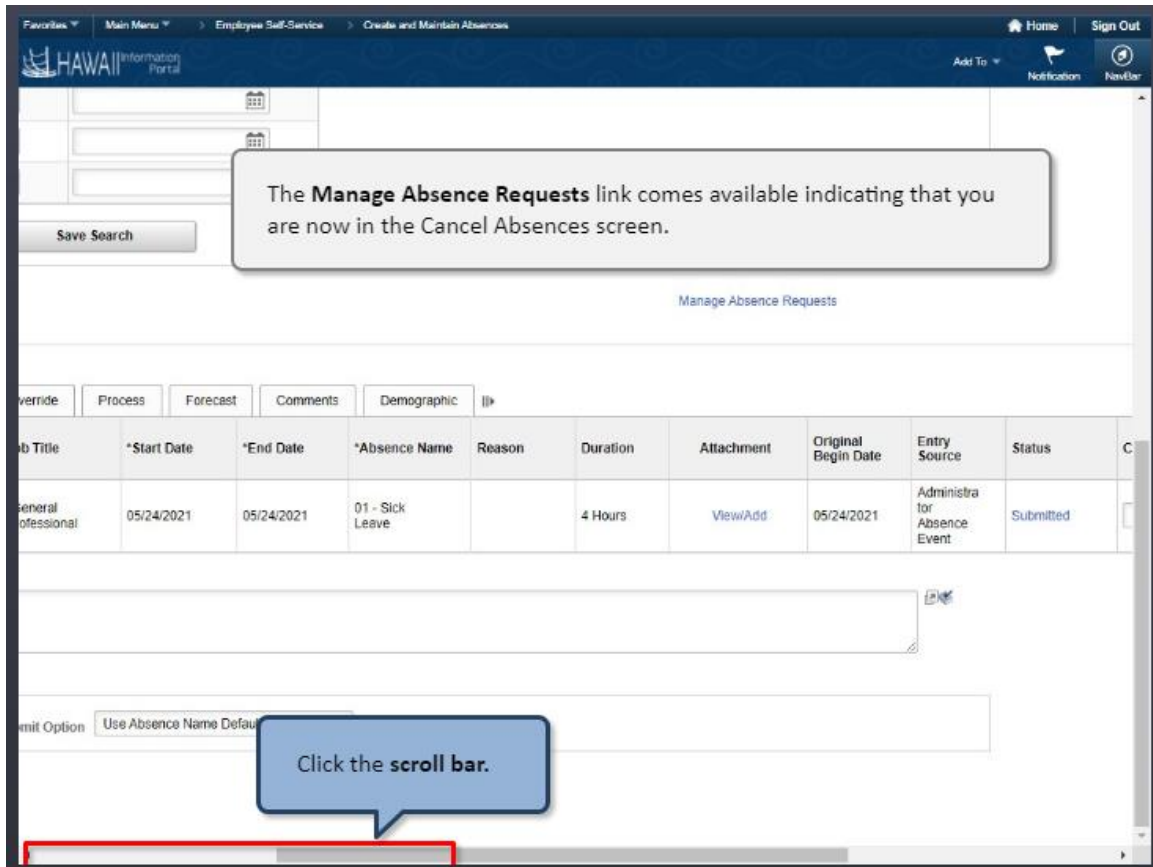 Favorites Main Menu > Employee Self-Service > Create and Maintain Absences Home Sign Out
HAWAII Information Portal
Add To
Notification
NavBar
The Manage Absence Requests link comes available indicating that you
are now in the Cancel Absences screen.
Save Search
Manage Absence Requests
verride Process Forecast Comments Demographic
ob Title *Start Date *End Date *Absence Name Reason Duration Attachment Original Begin Date Entry Source Status C
General
ofessional
05/24/2021 05/24/2021 01 - Sick Leave 4 Hours View/Add 05/24/2021 Administra
tor
Absence
Event
Submitted
mit Option Use Absence Name Defau
Click the scroll bar.